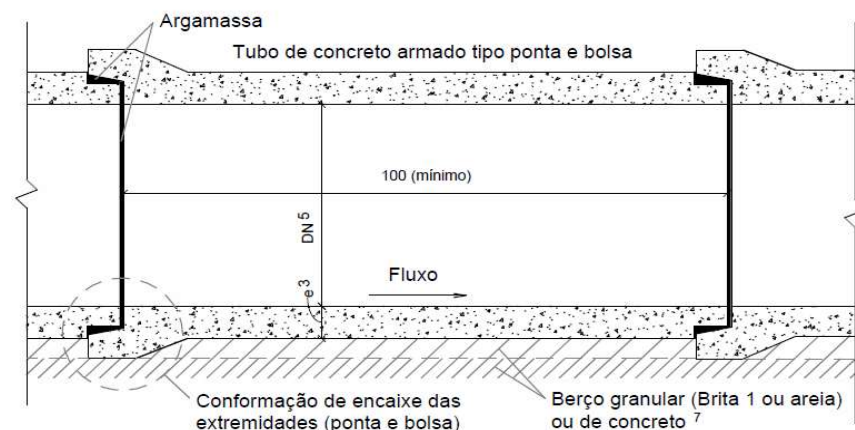 Argamassa
Tubo de concreto armado tipo ponta e bolsa
100 (mínimo)
DN 5
e 3
Fluxo
Conformação de encaixe das
extremidades (ponta e bolsa)
Berço granular (Brita 1 ou areia)
ou de concreto 7